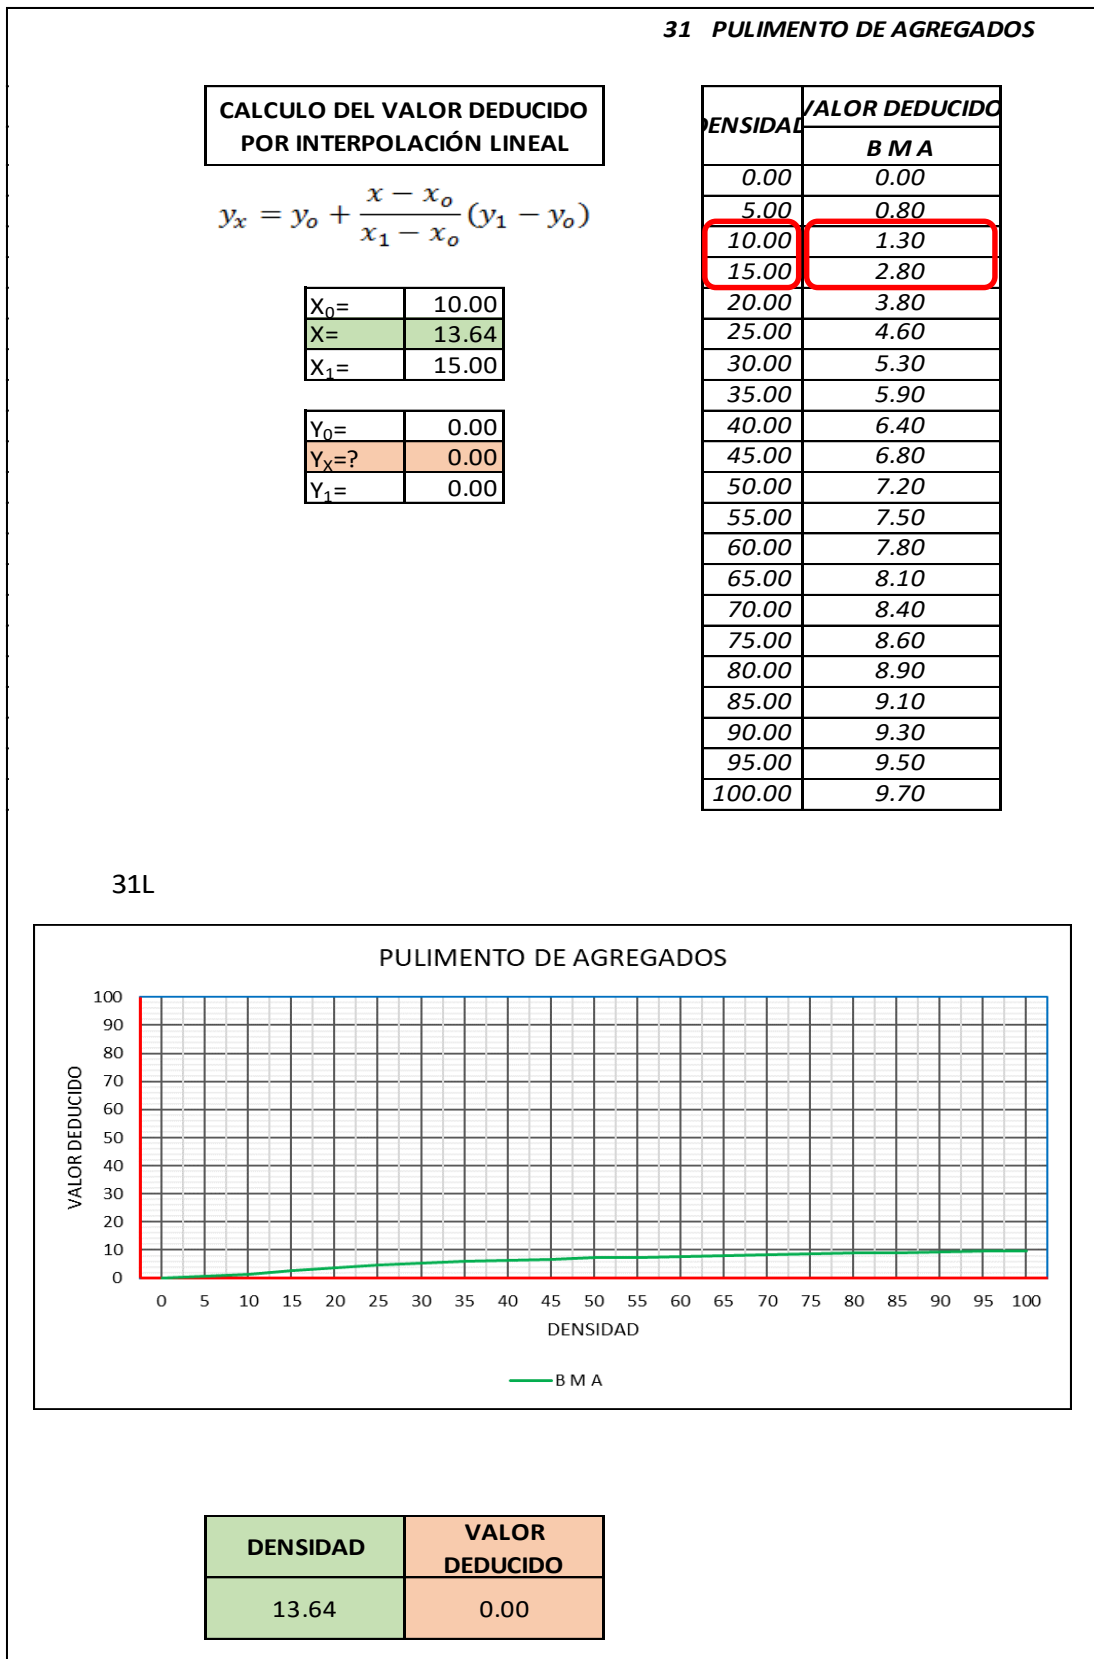 31 PULIMENTO DE AGREGADOS
CALCULO DEL VALOR DEDUCIDO
POR INTERPOLACIÓN LINEAL
y_x = y_o + \frac{x - x_o}{x_1 - x_o}(y_1 - y_o)
X₀= 10.00
X= 13.64
X₁= 15.00
Y₀= 0.00
Yₓ=? 0.00
Y₁= 0.00
DENSIDAD VALOR DEDUCIDO
B M A
0.00 0.00
5.00 0.80
10.00 1.30
15.00 2.80
20.00 3.80
25.00 4.60
30.00 5.30
35.00 5.90
40.00 6.40
45.00 6.80
50.00 7.20
55.00 7.50
60.00 7.80
65.00 8.10
70.00 8.40
75.00 8.60
80.00 8.90
85.00 9.10
90.00 9.30
95.00 9.50
100.00 9.70
31L
PULIMENTO DE AGREGADOS
VALOR DEDUCIDO
100
90
80
70
60
50
40
30
20
10
0
0 5 10 15 20 25 30 35 40 45 50 55 60 65 70 75 80 85 90 95 100
DENSIDAD
B M A
DENSIDAD VALOR
DEDUCIDO
13.64 0.00